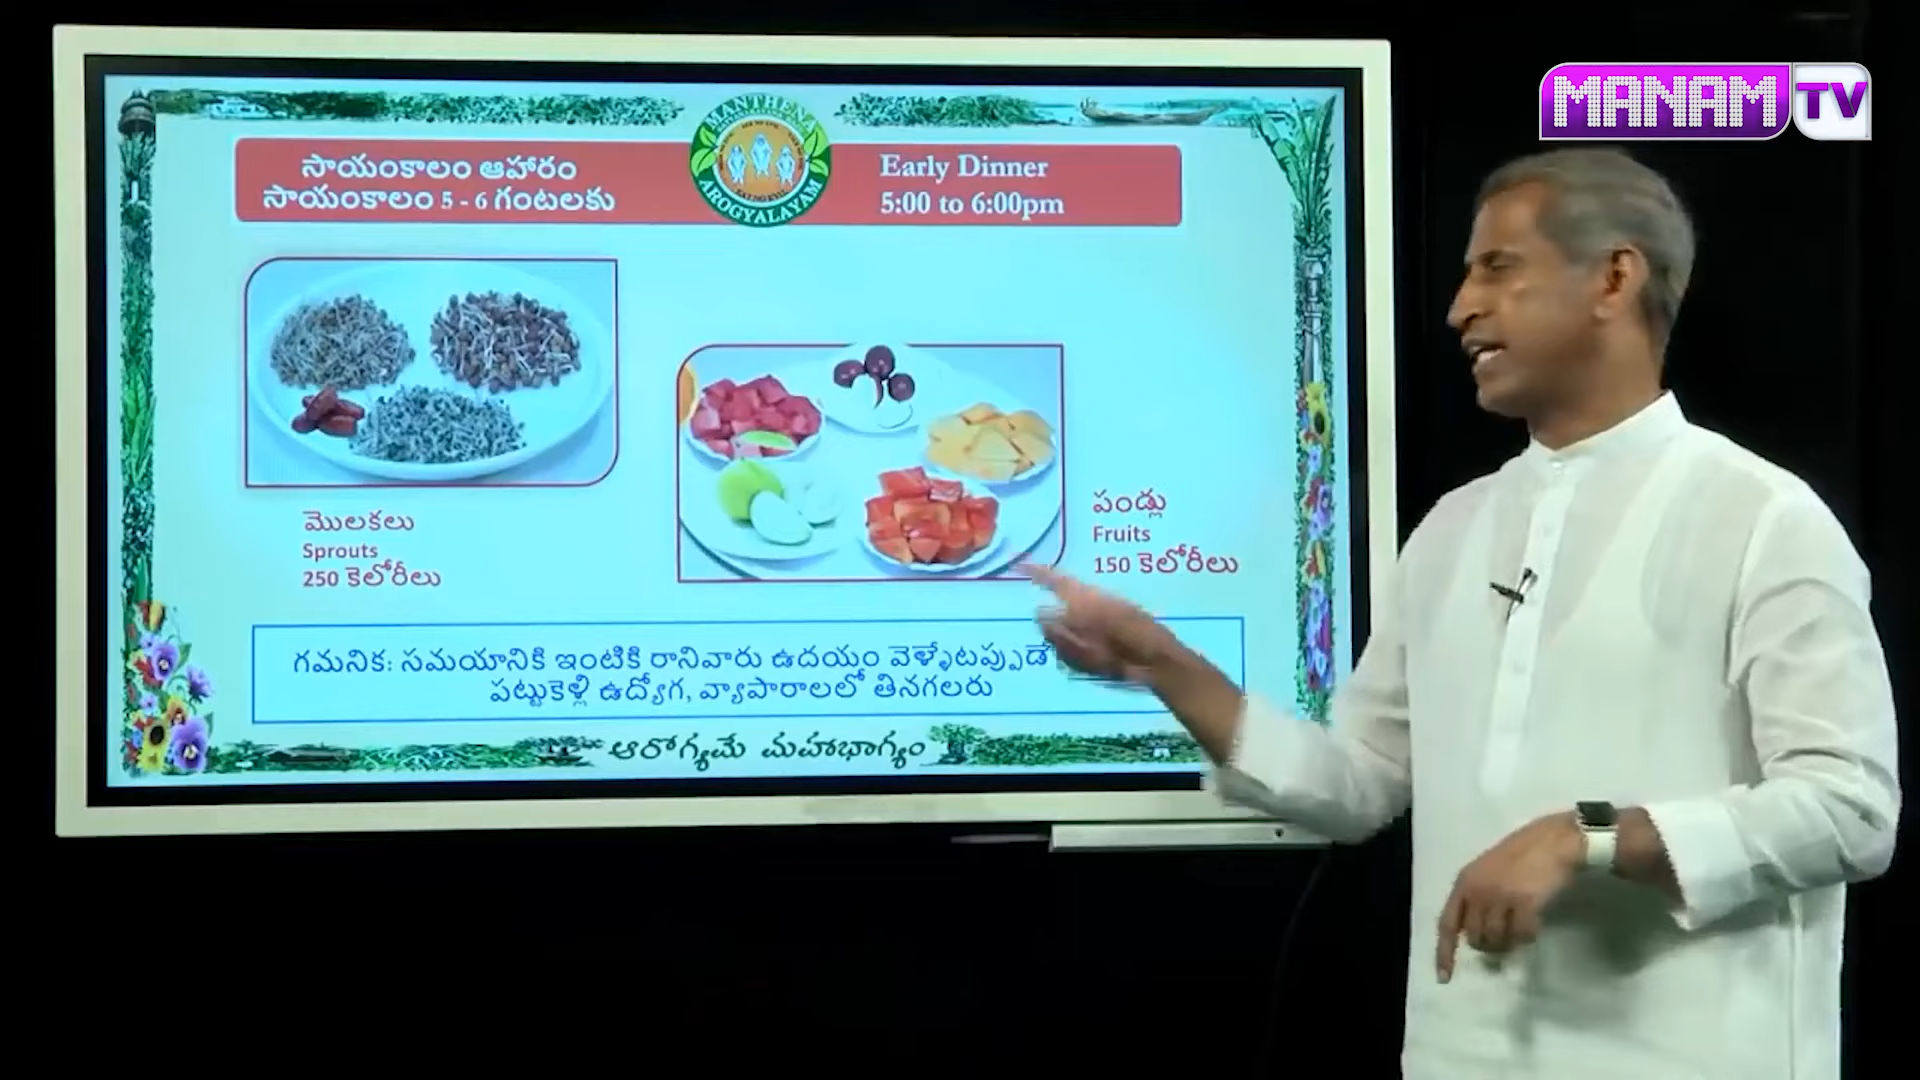 MANAM TV
సాయంకాలం ఆహారం
సాయంకాలం 5 - 6 గంటలకు
MANTHENA
AROGYALAYAM
Early Dinner
5:00 to 6:00pm
మొలకలు
Sprouts
250 కెలోరీలు
పండ్లు
Fruits
150 కెలోరీలు
గమనిక: సమయానికి ఇంటికి రానివారు ఉదయం వెళ్ళేటప్పుడే
పట్టుకెళ్లి ఉద్యోగ, వ్యాపారాలలో తినగలరు
ఆరోగ్యమే మహాభాగ్యం